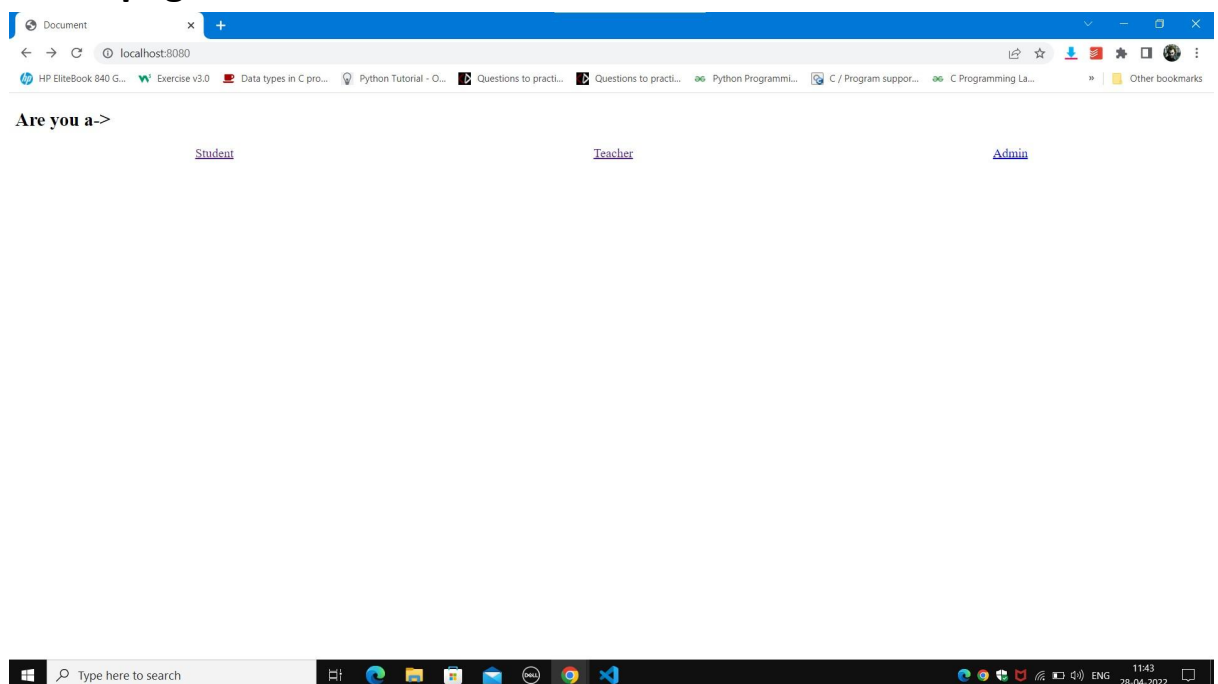 Document
localhost:8080
HP EliteBook 840 G... Exercise v3.0 Data types in C pro... Python Tutorial - O... Questions to practi... Questions to practi... Python Programmi... C / Program suppor... C Programming La... » Other bookmarks
Are you a->
Student Teacher Admin
Type here to search
DELL
ENG
11:43
28-04-2022